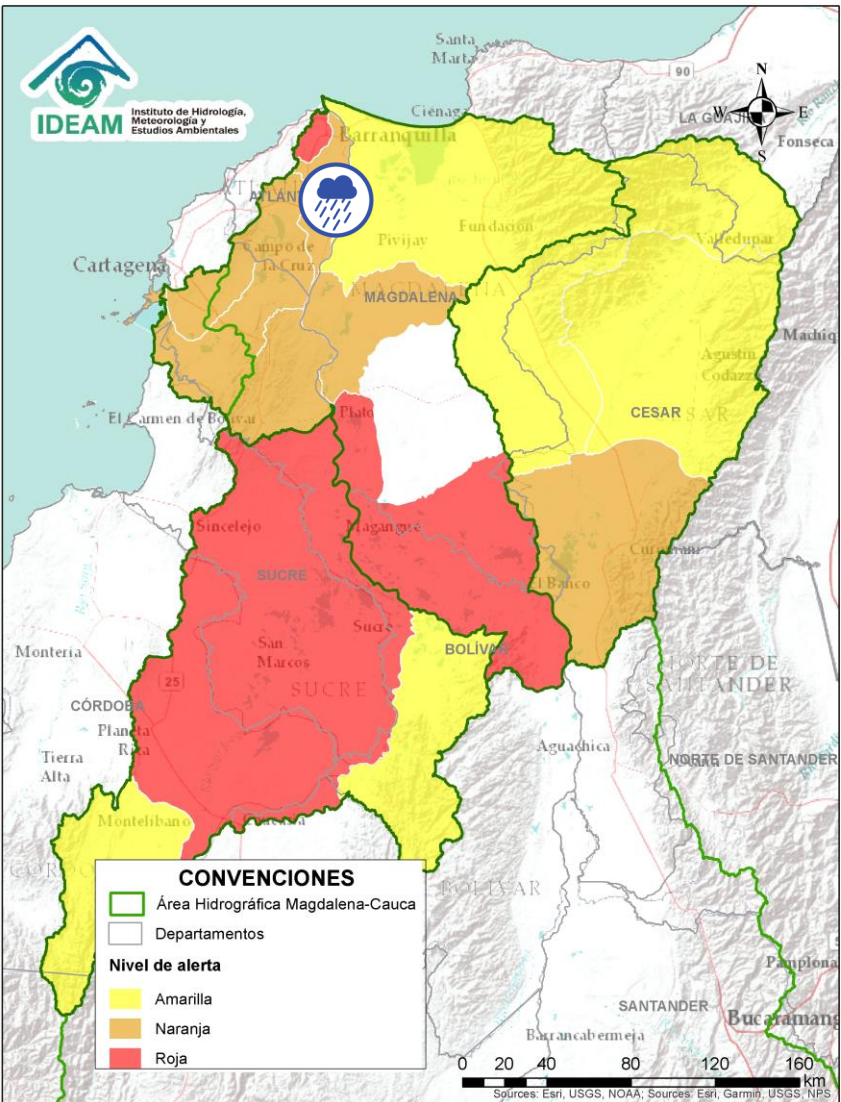 IDEAM
Instituto de Hidrología,
Meteorología y
Estudios Ambientales
Santa
Marta
90
N
W
E
S
Ciénaga
LA GUAJIRA
Fonseca
Barranquilla
Pivijay
Fundación
Valledupar
Campo de
la Cruz
Cartagena
MAGDALENA
MAGDALENA
Agustín
Codazzi
CESAR
CESAR
El Carmen de Bolívar
Plato
Sincelejo
Magangué
SUCRE
El Banco
Sucre
San
Marcos
SUCRE
BOLÍVAR
Montería
25
CÓRDOBA
Planeta
Rica
Tierra
Alta
NORTE DE
SANTANDER
Aguachica
NORTE DE SANTANDER
Montelíbano
BOLÍVAR
CONVENCIONES
Área Hidrográfica Magdalena-Cauca
Departamentos
Nivel de alerta
Amarilla
Naranja
Roja
Pamplona
SANTANDER
Bucaramang
Barrancabermeja
0 20 40 80 120 160
km
Sources: Esri, USGS, NOAA; Sources: Esri, Garmin, USGS, NPS